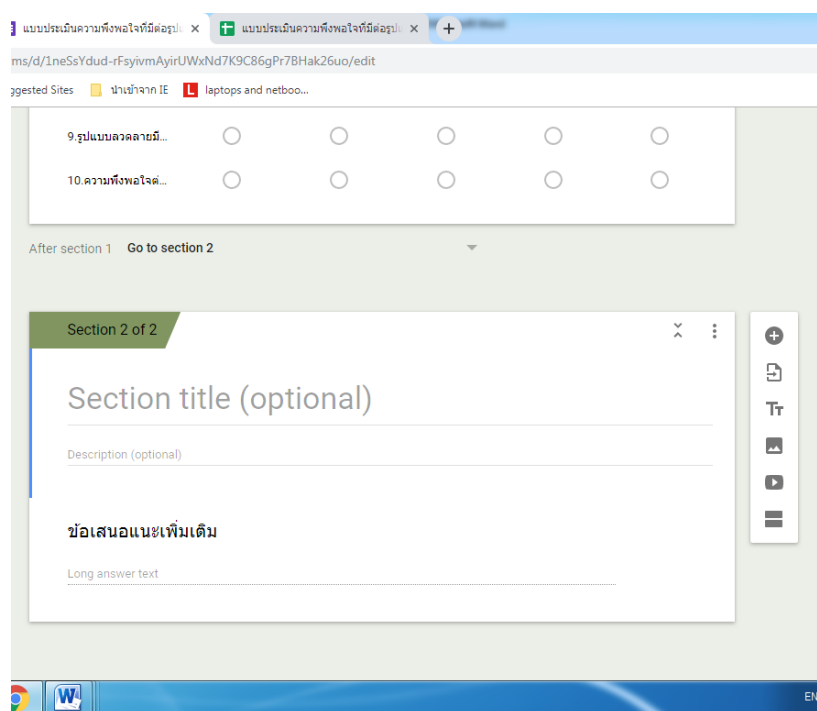 แบบประเมินความพึงพอใจที่มีต่อรูปแ
แบบประเมินความพึงพอใจที่มีต่อรูปแ
ms/d/1neSsYdud-rFsyivmAyirUWxNd7K9C86gPr7BHak26uo/edit
ggested Sites นำเข้าจาก IE laptops and netboo...
9.รูปแบบลวดลายมี...
10.ความพึงพอใจต่...
After section 1 Go to section 2
Section 2 of 2
Section title (optional)
Description (optional)
ข้อเสนอแนะเพิ่มเติม
Long answer text
EN